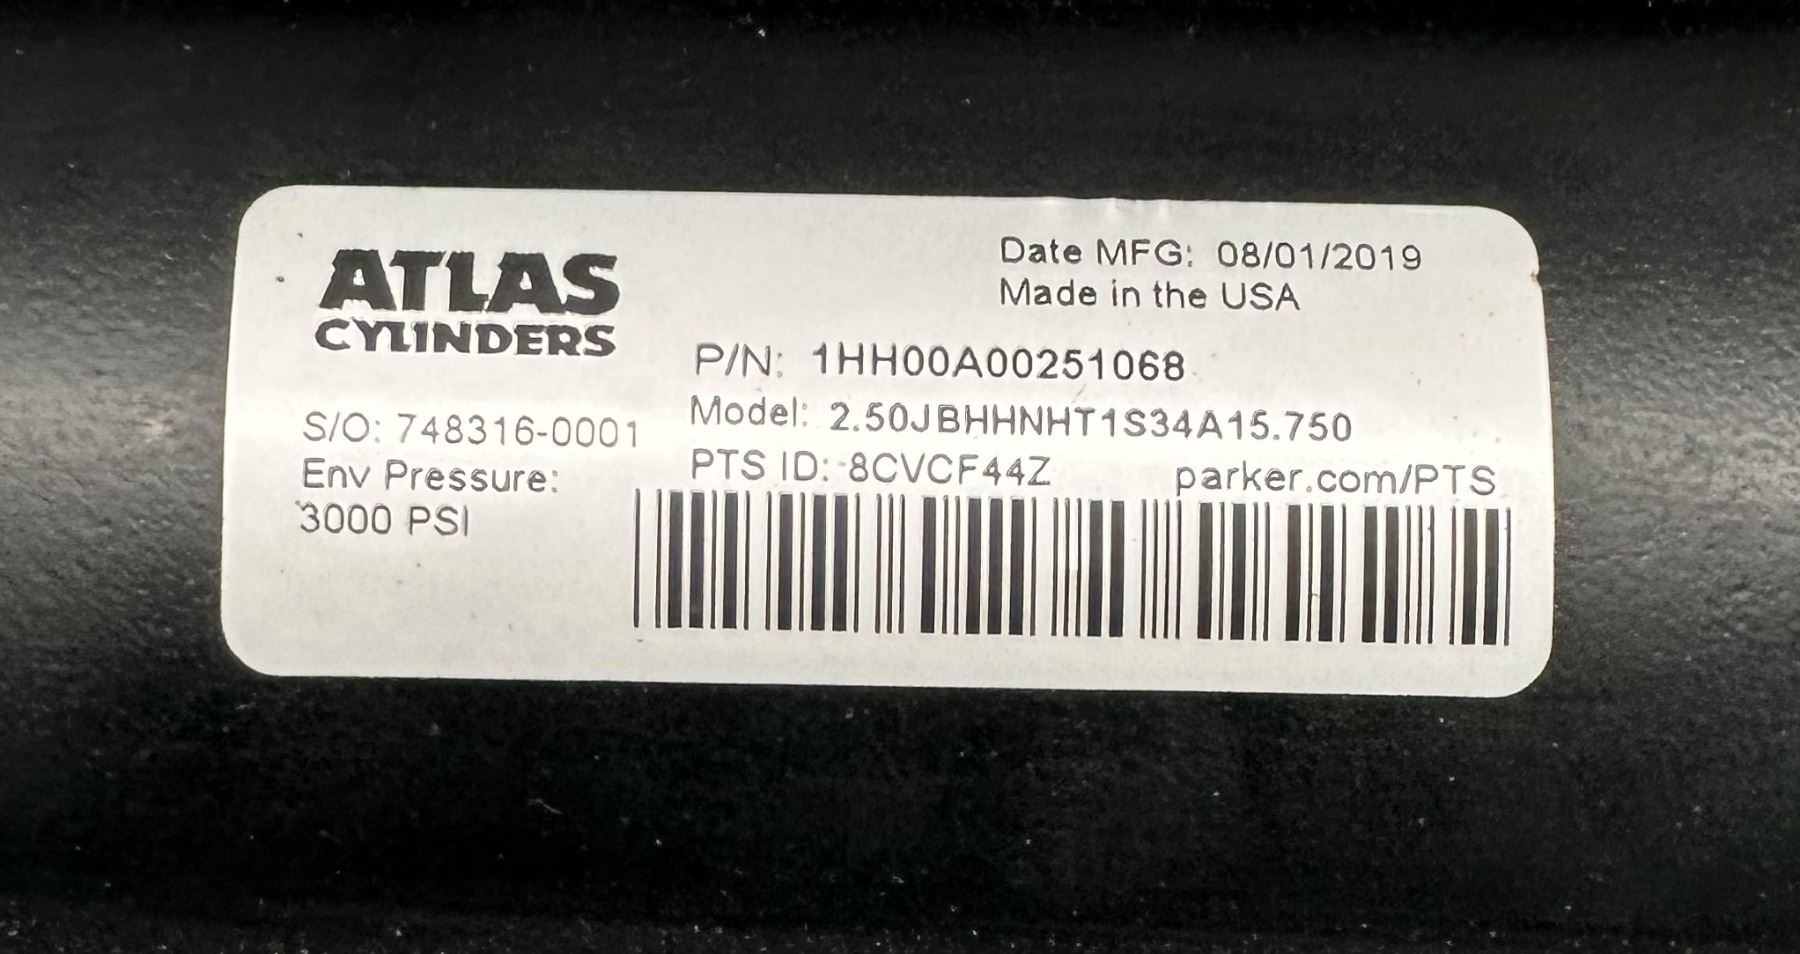 ATLAS
CYLINDERS
Date MFG: 08/01/2019
Made in the USA
P/N: 1HH00A00251068
Model: 2.50JBHHNHT1S34A15.750
S/O: 748316-0001
PTS ID: 8CVCF44Z
parker.com/PTS
Env Pressure:
3000 PSI